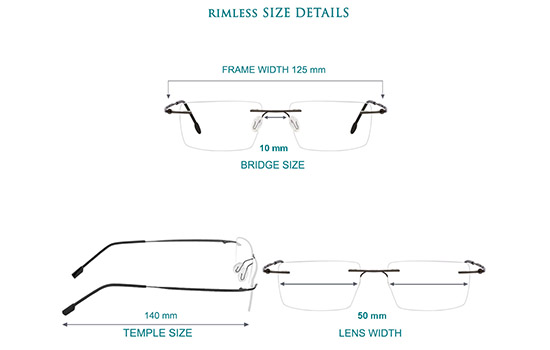 RIMLESS SIZE DETAILS
FRAME WIDTH 125 mm
10 mm
BRIDGE SIZE
140 mm
TEMPLE SIZE
50 mm
LENS WIDTH